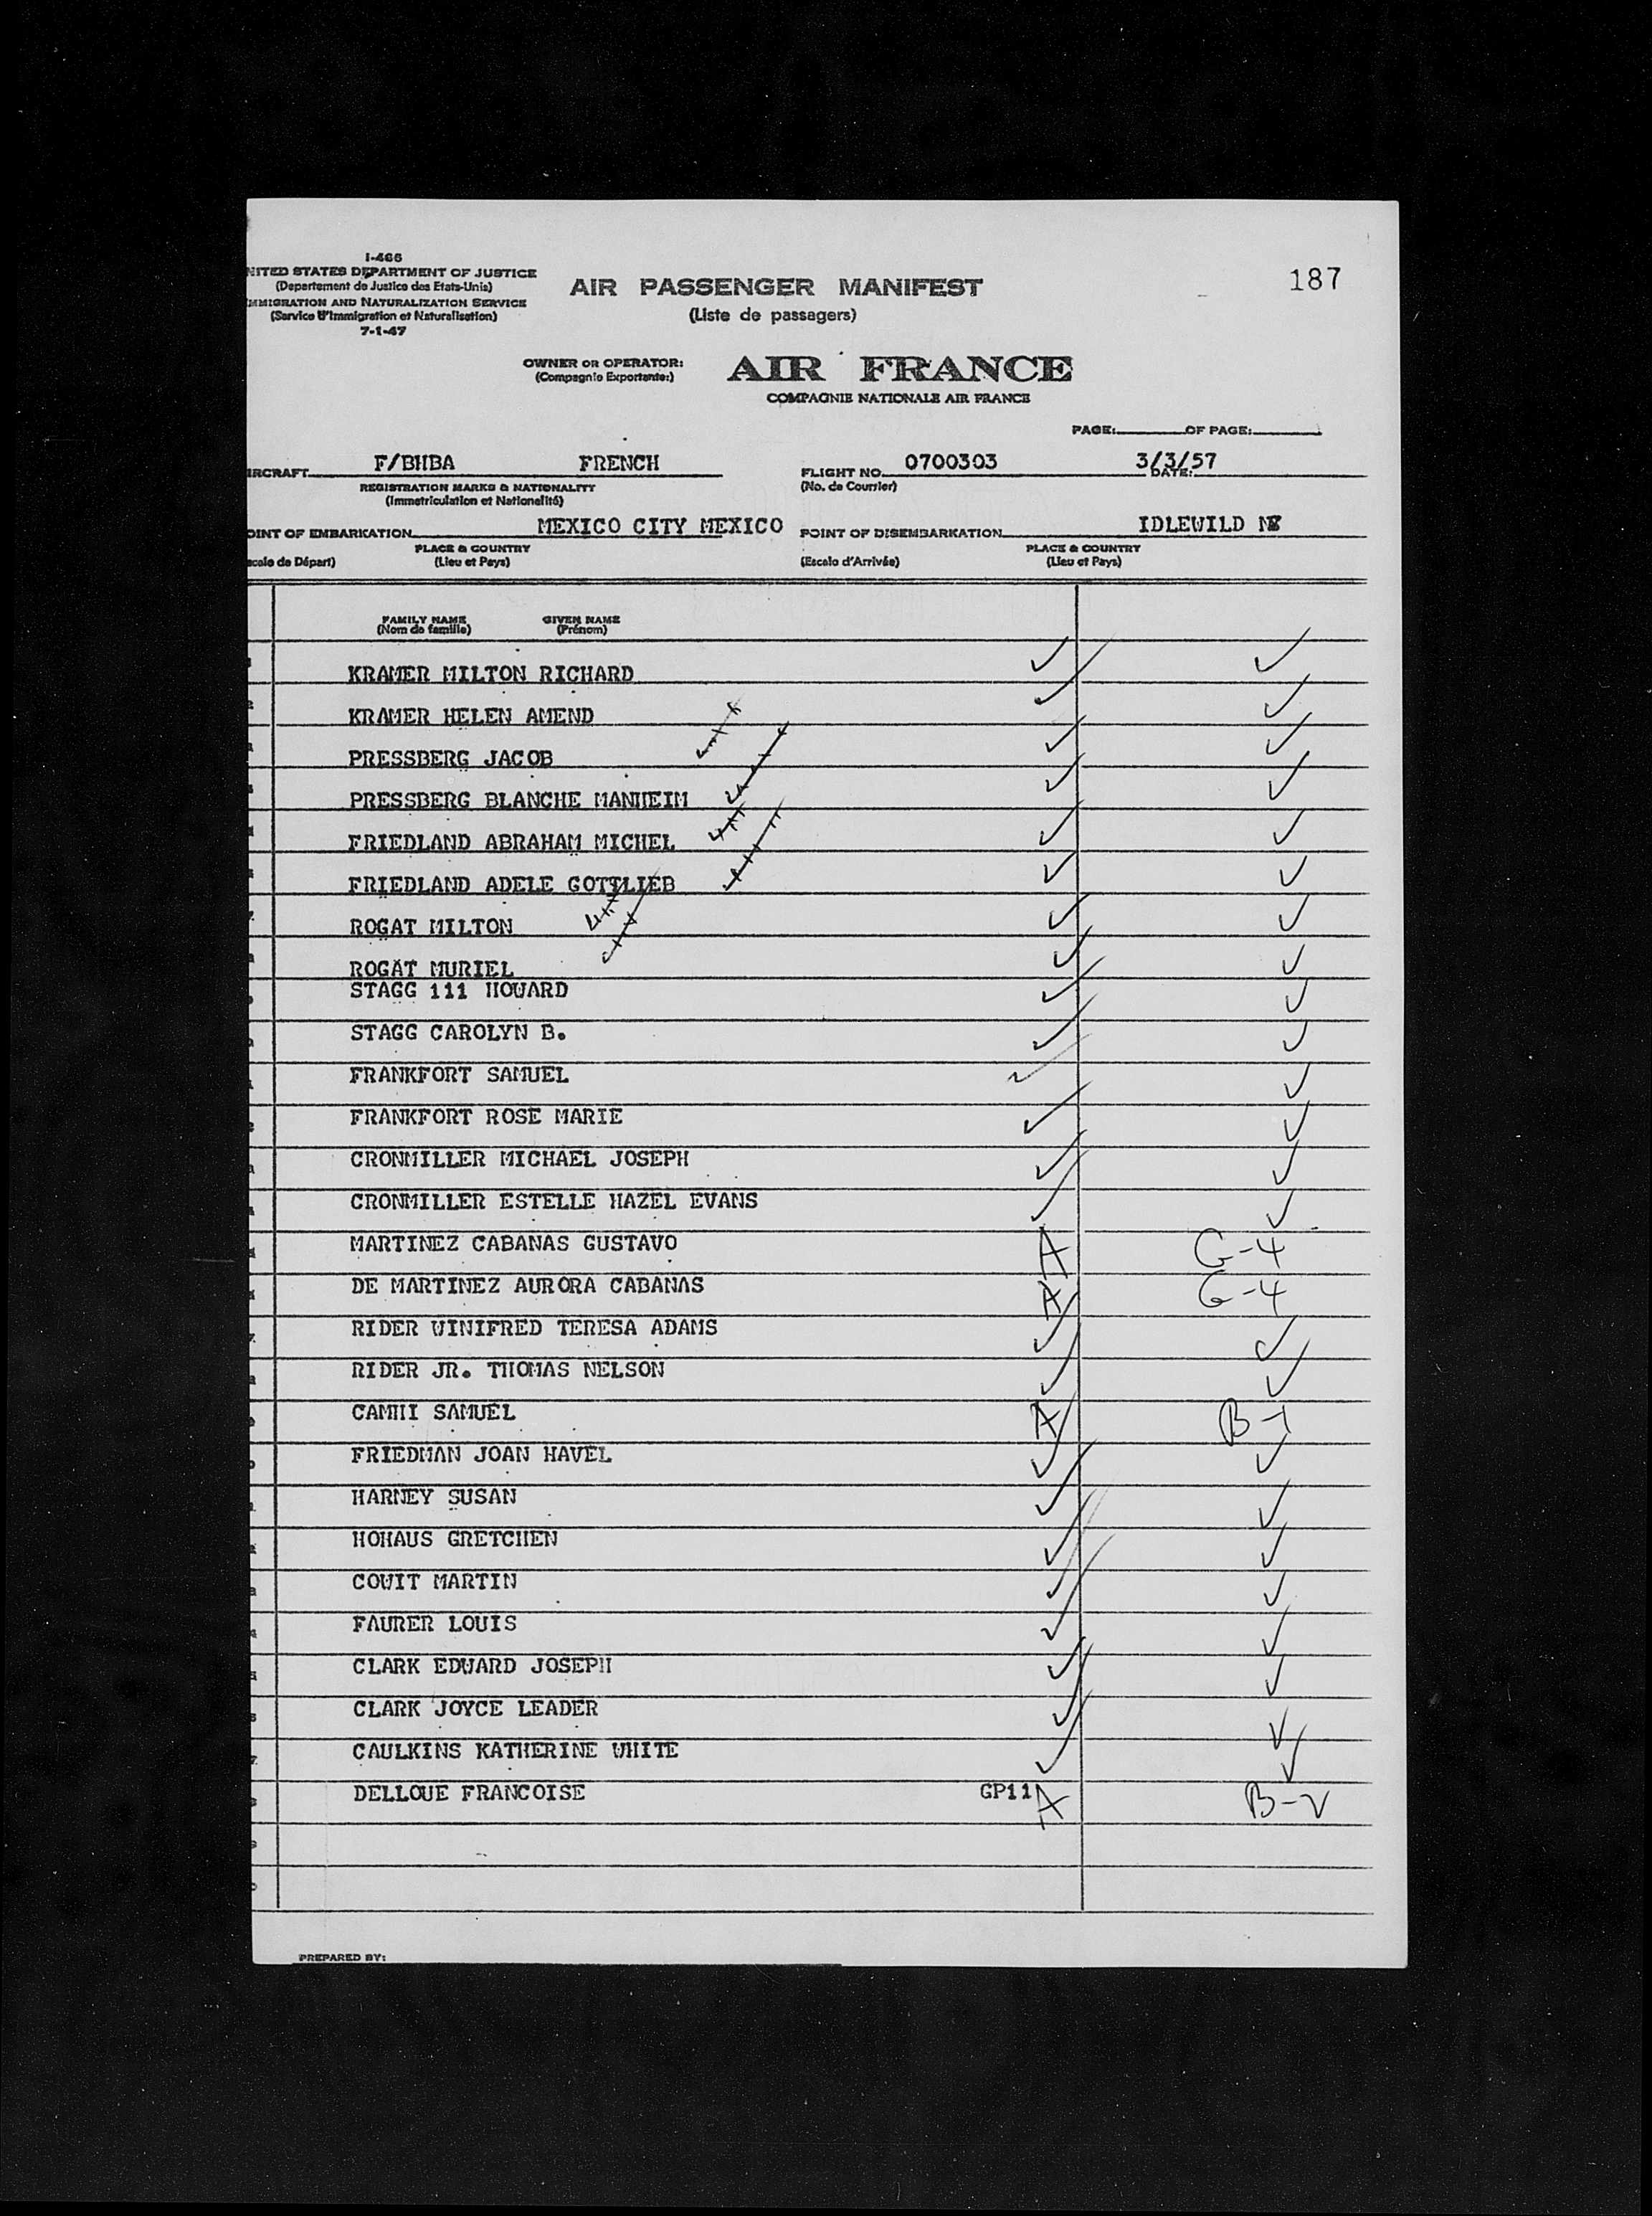 I-466
NITED STATES DEPARTMENT OF JUSTICE
(Departement de Justice des Etats-Unis)
MMIGRATION AND NATURALIZATION SERVICE
(Service d'Immigration et Naturalisation)
7-1-47
AIR PASSENGER MANIFEST
(Liste de passagers)
187
OWNER OR OPERATOR:
(Compagnie Exportante:)
AIR FRANCE
COMPAGNIE NATIONALE AIR FRANCE
PAGE: OF PAGE:
IRCRAFT F/BHBA FRENCH FLIGHT NO. 0700303 3/3/57 DATE:
REGISTRATION MARKS & NATIONALITY (No. de Courrier)
(Immatriculation et Nationalité)
OINT OF EMBARKATION MEXICO CITY MEXICO POINT OF DISEMBARKATION IDLEWILD
PLACE & COUNTRY PLACE & COUNTRY
scale de Départ) (Lieu et Pays) (Escale d'Arrivée) (Lieu et Pays)
FAMILY NAME GIVEN NAME
(Nom de famille) (Prénom)
KRAMER MILTON RICHARD ✓ ✓
KRAMER HELEN AMEND ✓ ✓
PRESSBERG JACOB ✓ ✓
PRESSBERG BLANCHE MANHEIM ✓ ✓
FRIEDLAND ABRAHAM MICHEL ✓ ✓
FRIEDLAND ADELE GOTTLIEB ✓ ✓
ROGAT MILTON ✓ ✓
ROGAT MURIEL ✓ ✓
STAGG 111 HOWARD ✓ ✓
STAGG CAROLYN B. ✓ ✓
FRANKFORT SAMUEL ✓ ✓
FRANKFORT ROSE MARIE ✓ ✓
CRONMILLER MICHAEL JOSEPH ✓ ✓
CRONMILLER ESTELLE HAZEL EVANS ✓ ✓
MARTINEZ CABANAS GUSTAVO A G-4
DE MARTINEZ AURORA CABANAS A G-4
RIDER WINIFRED TERESA ADAMS ✓ ✓
RIDER JR. THOMAS NELSON ✓ ✓
CAMHI SAMUEL A B-1
FRIEDMAN JOAN HAVEL ✓ ✓
HARNEY SUSAN ✓ ✓
HOHAUS GRETCHEN ✓ ✓
COWIT MARTIN ✓ ✓
FAURER LOUIS ✓ ✓
CLARK EDWARD JOSEPH ✓ ✓
CLARK JOYCE LEADER ✓ ✓
CAULKINS KATHERINE WHITE ✓ ✓
DELLOUE FRANCOISE GP11 A B-2
PREPARED BY: